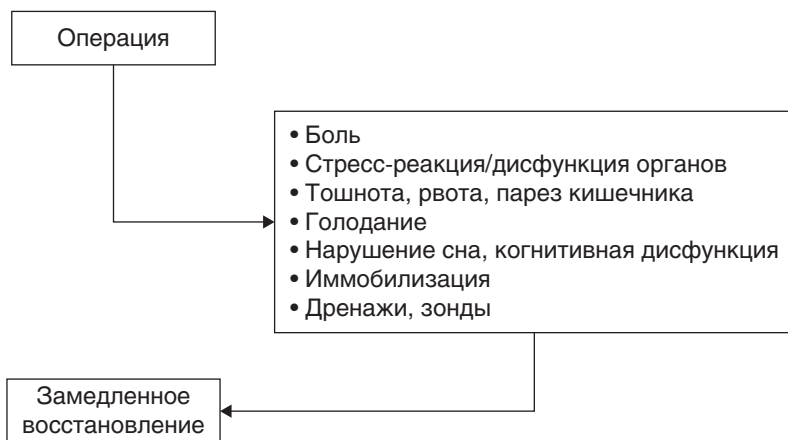 Операция
• Боль
• Стресс-реакция/дисфункция органов
• Тошнота, рвота, парез кишечника
• Голодание
• Нарушение сна, когнитивная дисфункция
• Иммобилизация
• Дренажи, зонды
Замедленное
восстановление